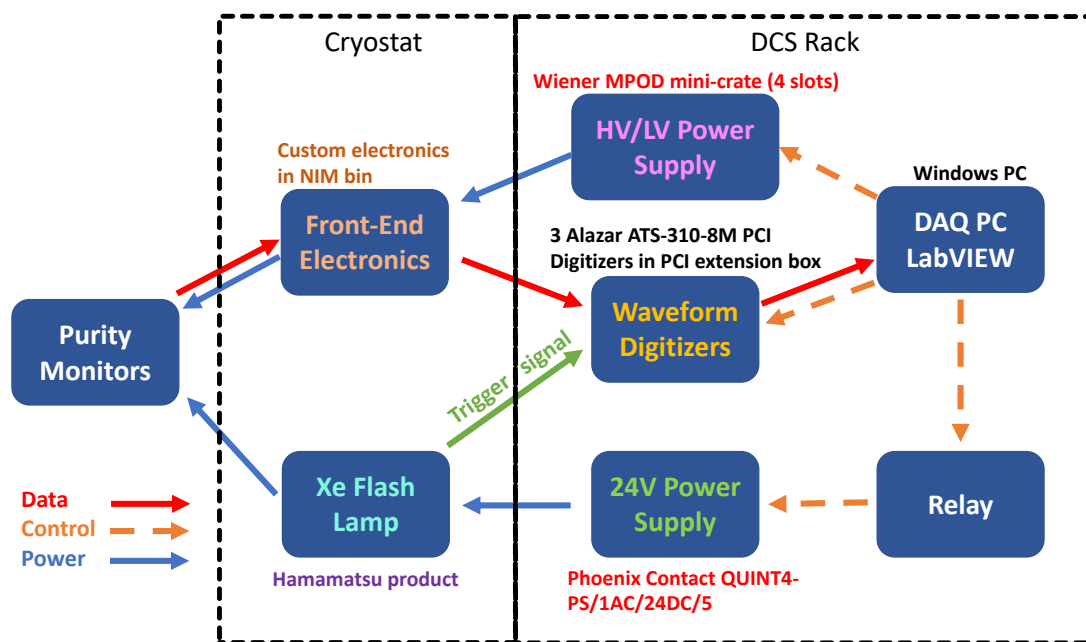 Cryostat
DCS Rack
Wiener MPOD mini-crate (4 slots)
HV/LV Power
Supply
Custom electronics
in NIM bin
Front-End
Electronics
Windows PC
DAQ PC
LabVIEW
3 Alazar ATS-310-8M PCI
Digitizers in PCI extension box
Waveform
Digitizers
Purity
Monitors
Trigger signal
Xe Flash
Lamp
24V Power
Supply
Relay
Data
Control
Power
Hamamatsu product
Phoenix Contact QUINT4-
PS/1AC/24DC/5